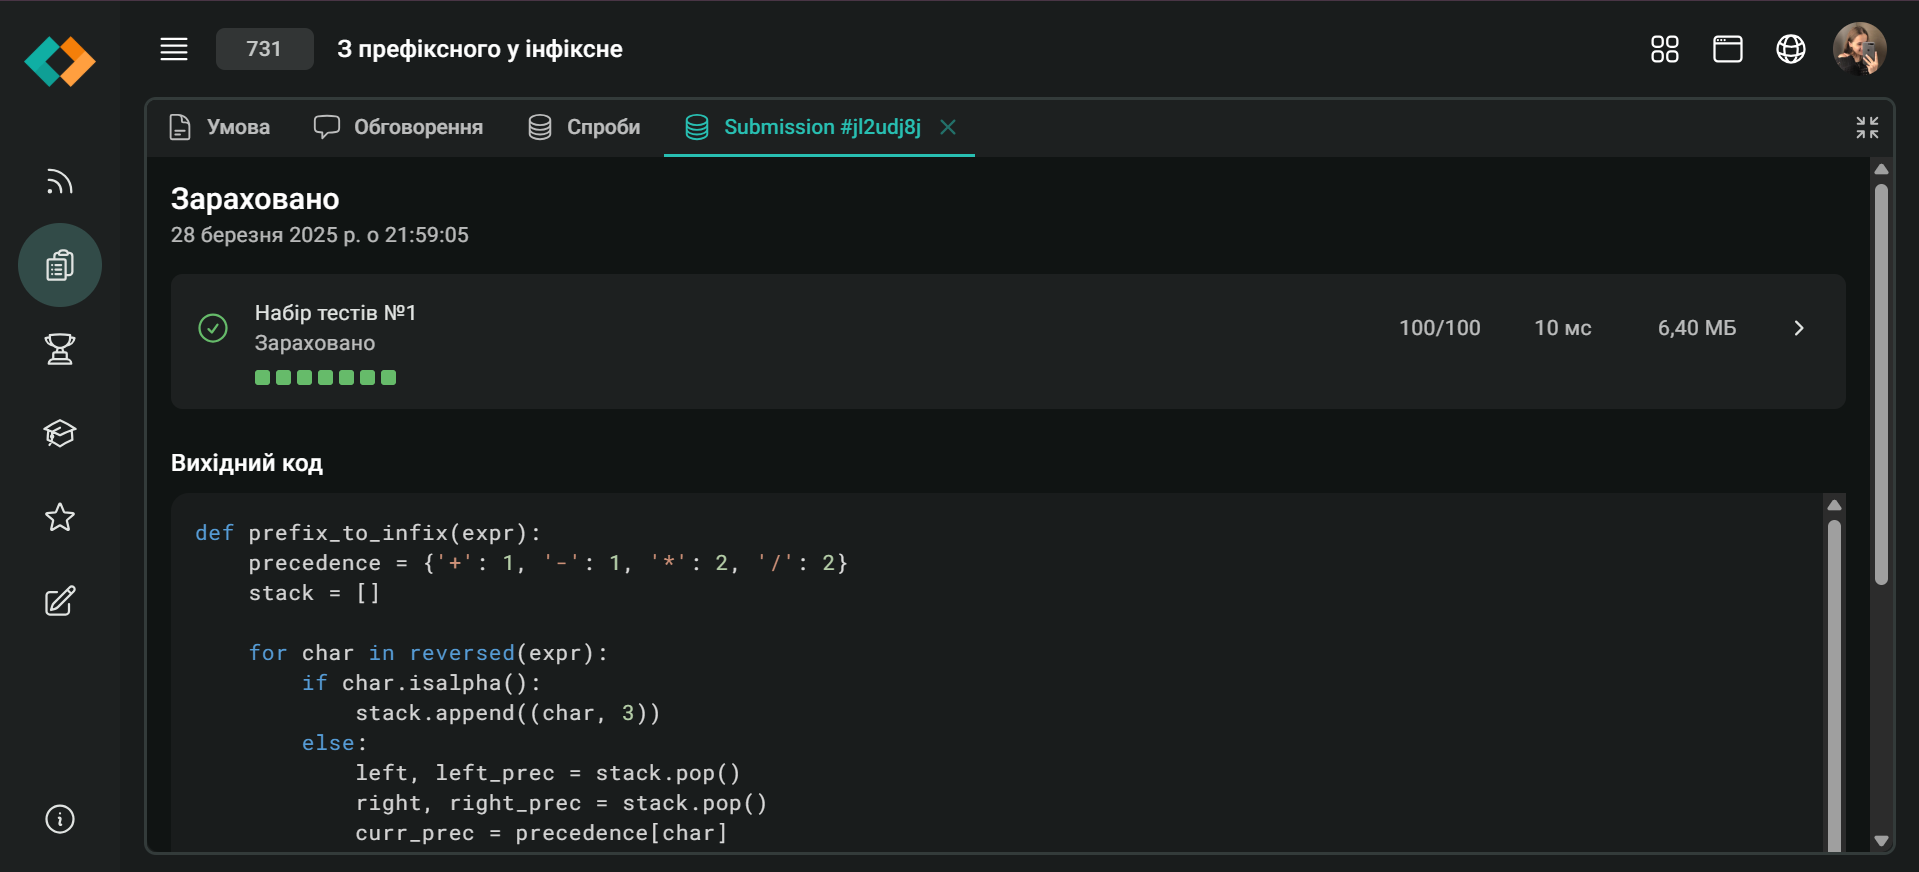 731
З префіксного у інфіксне
Умова
Обговорення
Спроби
Submission #jl2udj8j
Зараховано
28 березня 2025 р. о 21:59:05
Набір тестів №1
Зараховано
100/100
10 мс
6,40 МБ
Вихідний код
def prefix_to_infix(expr):
    precedence = {'+': 1, '-': 1, '*': 2, '/': 2}
    stack = []
    for char in reversed(expr):
        if char.isalpha():
            stack.append((char, 3))
        else:
            left, left_prec = stack.pop()
            right, right_prec = stack.pop()
            curr_prec = precedence[char]